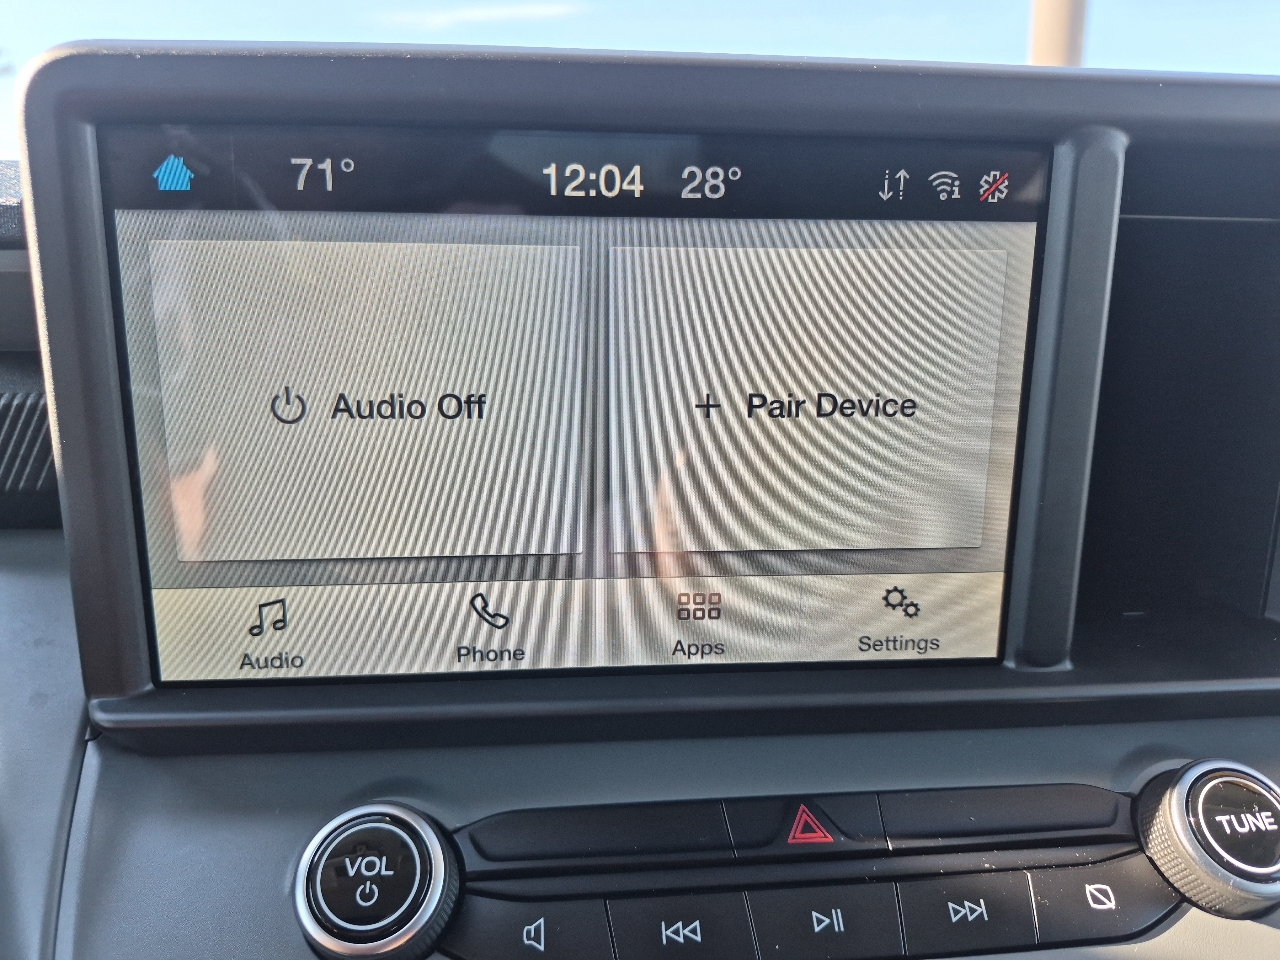 71° 12:04 28°
Audio Off
+ Pair Device
Audio Phone Apps Settings
VOL
TUNE